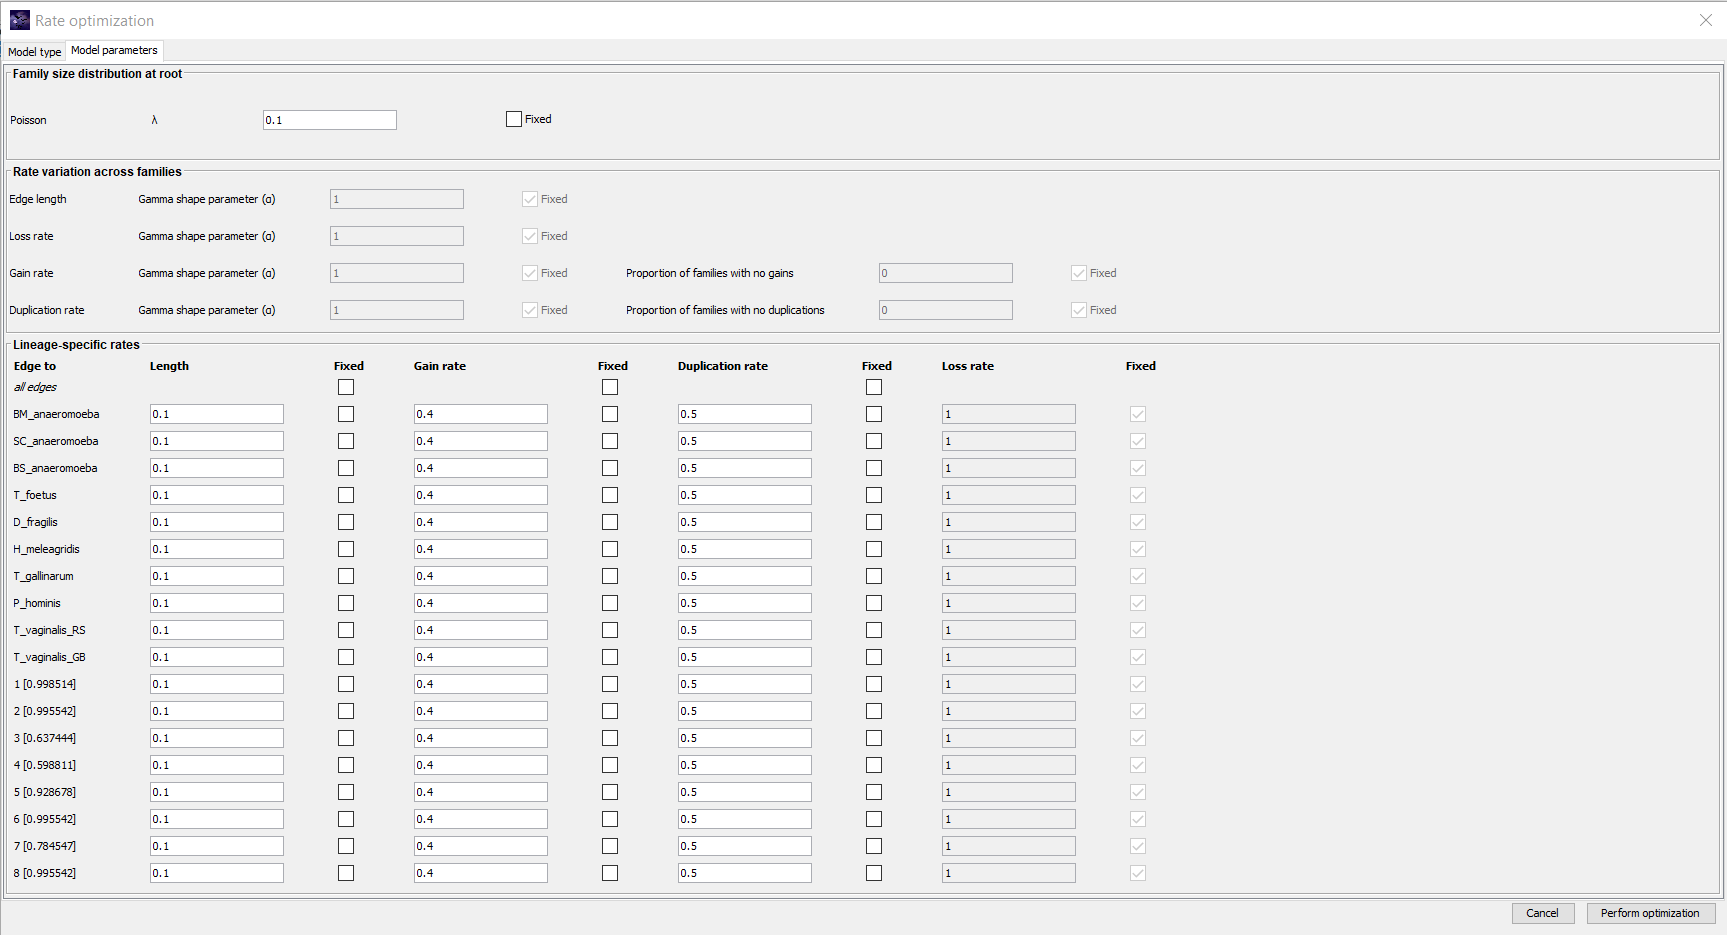 Rate optimization
Model type Model parameters
Family size distribution at root
Poisson λ 0.1 Fixed
Rate variation across families
Edge length Gamma shape parameter (α) 1 Fixed
Loss rate Gamma shape parameter (α) 1 Fixed
Gain rate Gamma shape parameter (α) 1 Fixed Proportion of families with no gains 0 Fixed
Duplication rate Gamma shape parameter (α) 1 Fixed Proportion of families with no duplications 0 Fixed
Lineage-specific rates
Edge to Length Fixed Gain rate Fixed Duplication rate Fixed Loss rate Fixed
all edges
BM_anaeromoeba 0.1 0.4 0.5 1
SC_anaeromoeba 0.1 0.4 0.5 1
BS_anaeromoeba 0.1 0.4 0.5 1
T_foetus 0.1 0.4 0.5 1
D_fragilis 0.1 0.4 0.5 1
H_meleagridis 0.1 0.4 0.5 1
T_gallinarum 0.1 0.4 0.5 1
P_hominis 0.1 0.4 0.5 1
T_vaginalis_RS 0.1 0.4 0.5 1
T_vaginalis_GB 0.1 0.4 0.5 1
1 [0.998514] 0.1 0.4 0.5 1
2 [0.995542] 0.1 0.4 0.5 1
3 [0.637444] 0.1 0.4 0.5 1
4 [0.598811] 0.1 0.4 0.5 1
5 [0.928678] 0.1 0.4 0.5 1
6 [0.995542] 0.1 0.4 0.5 1
7 [0.784547] 0.1 0.4 0.5 1
8 [0.995542] 0.1 0.4 0.5 1
Cancel Perform optimization